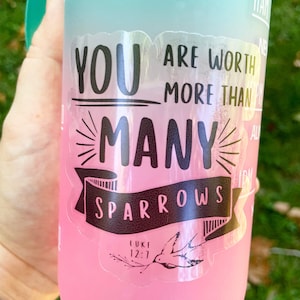 YOU ARE WORTH
MORE THAN
MANY
SPARROWS
LUKE
12:7